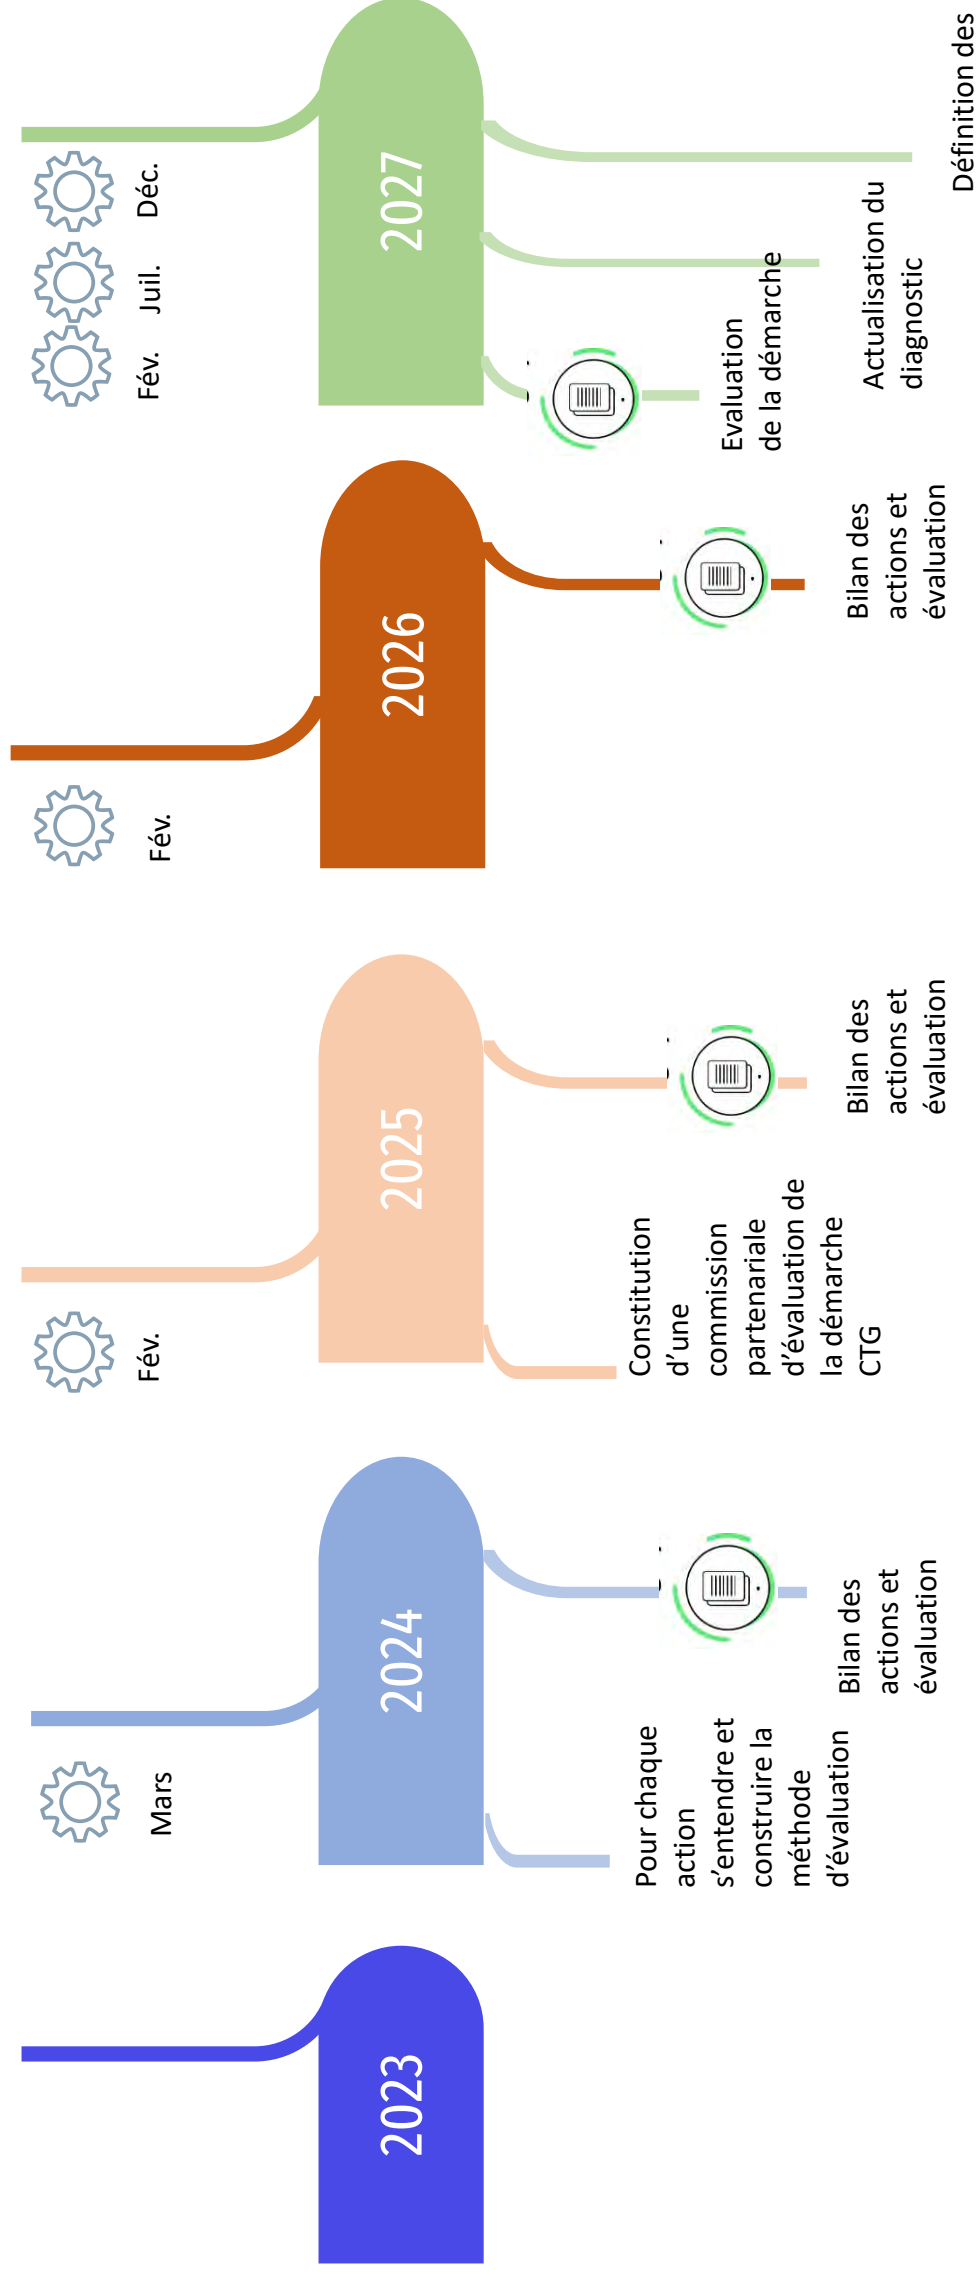 2023
2024
Mars
Pour chaque
action
s'entendre et
construire la
méthode
d'évaluation
Bilan des
actions et
évaluation
2025
Fév.
Constitution
d'une
commission
partenariale
d'évaluation de
la démarche
CTG
Bilan des
actions et
évaluation
2026
Fév.
Bilan des
actions et
évaluation
2027
Fév.
Juil.
Déc.
Evaluation
de la démarche
Actualisation du
diagnostic
Définition des